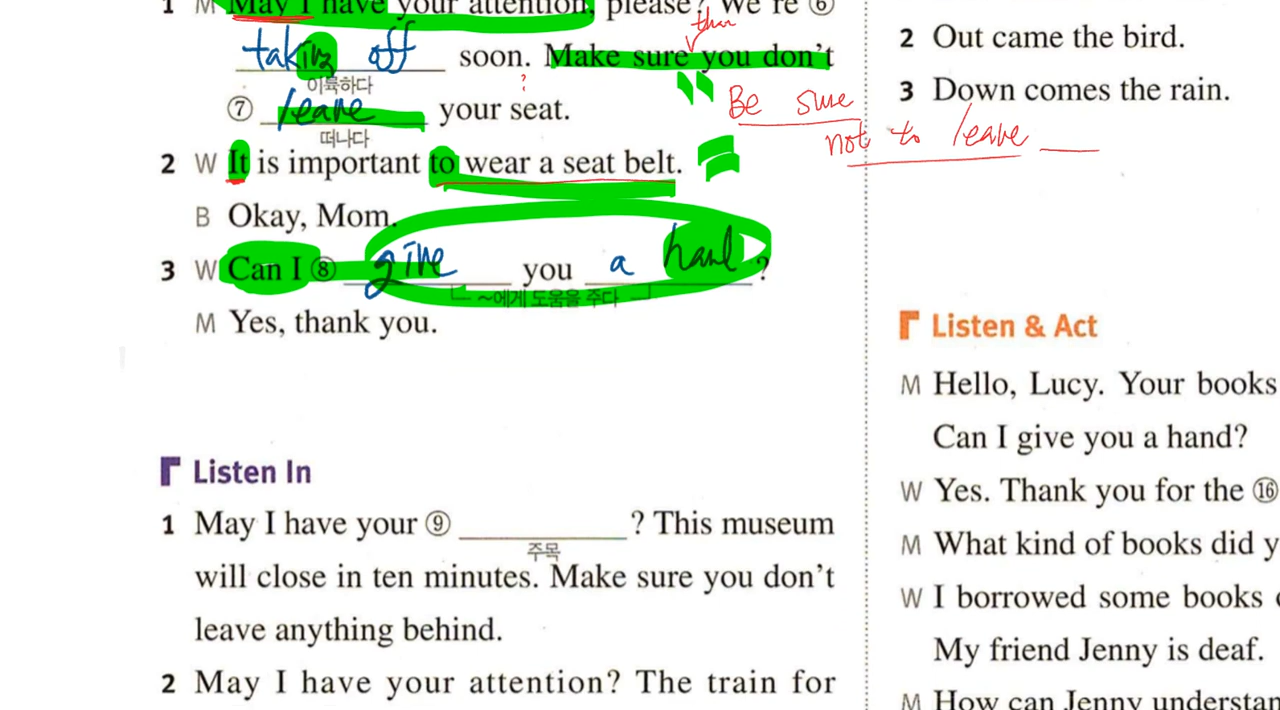 1 M May I have your attention, please? We're ⑥
than
taking off soon. Make sure you don't
이륙하다
?
⑦ leave your seat.
떠나다
Be sure
not to leave
2 W It is important to wear a seat belt.
B Okay, Mom.
3 W Can I ⑧ give you a hand?
~에게 도움을 주다
M Yes, thank you.
Listen In
1 May I have your ⑨ ? This museum
주목
will close in ten minutes. Make sure you don't
leave anything behind.
2 May I have your attention? The train for
2 Out came the bird.
3 Down comes the rain.
Listen & Act
M Hello, Lucy. Your books
Can I give you a hand?
W Yes. Thank you for the ⑯
M What kind of books did y
W I borrowed some books
My friend Jenny is deaf.
M How can Jenny understan